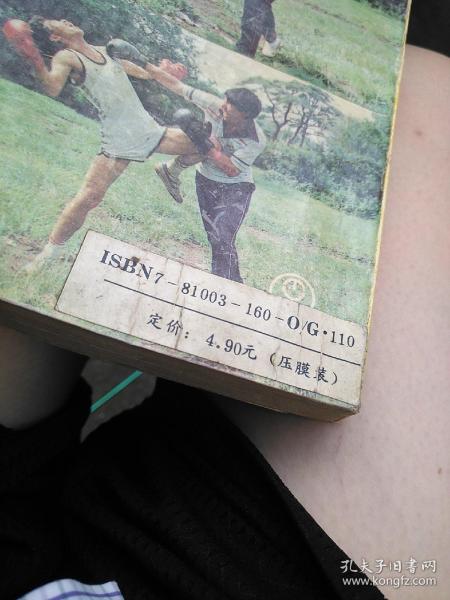 ISBN7-81003-160-O/G·110
定价：4.90元（压膜装）
孔夫子旧书网
www.kongfz.com